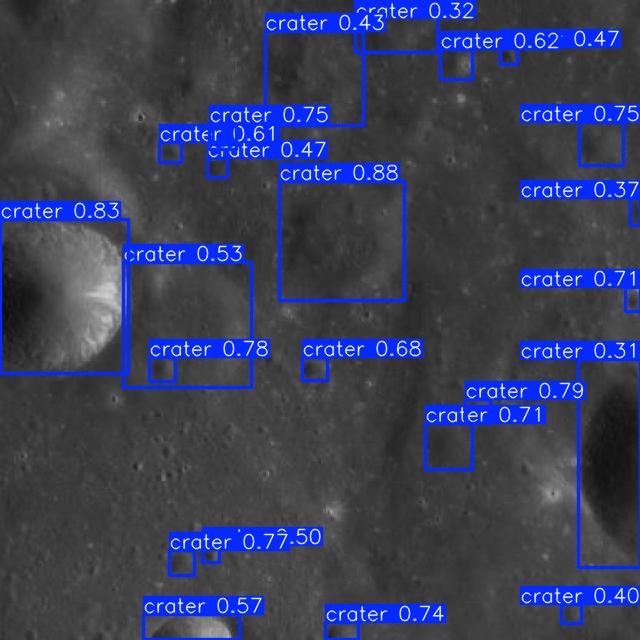 crater 0.32
crater 0.43
crater 0.62
0.47
crater 0.75
crater 0.75
crater 0.61
crater 0.47
crater 0.88
crater 0.37
crater 0.83
crater 0.53
crater 0.71
crater 0.78
crater 0.68
crater 0.31
crater 0.79
crater 0.71
crater 0.77
.50
crater 0.40
crater 0.57
crater 0.74